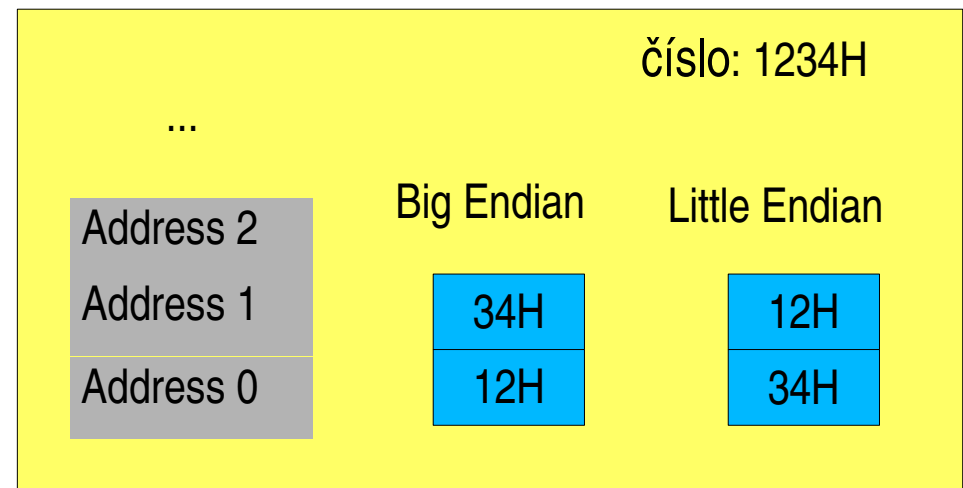 číslo: 1234H
...
Big Endian
Little Endian
Address 2
Address 1
34H
12H
Address 0
12H
34H